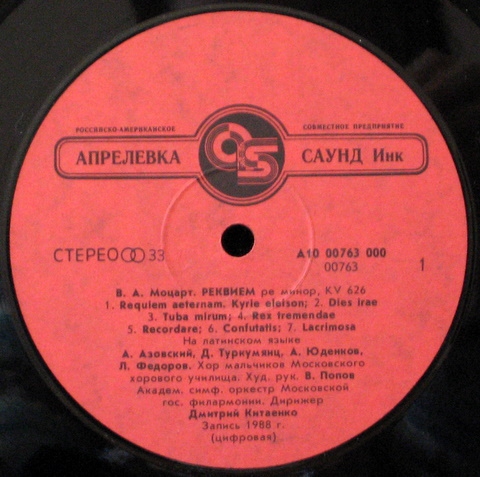 РОССИЙСКО-АМЕРИКАНСКОЕ СОВМЕСТНОЕ ПРЕДПРИЯТИЕ
АПРЕЛЕВКА САУНД Инк
СТЕРЕО 33 А10 00763 000
00763 1
В. А. Моцарт. РЕКВИЕМ ре минор, KV 626
1. Requiem aeternam. Kyrie eleison; 2. Dies irae
3. Tuba mirum; 4. Rex tremendae
5. Recordare; 6. Confutatis; 7. Lacrimosa
На латинском языке
А. Азовский, Д. Туркумянц, А. Юденков,
Л. Федоров. Хор мальчиков Московского
хорового училища. Худ. рук. В. Попов
Академ. симф. оркестр Московской
гос. филармонии. Дирижер
Дмитрий Китаенко
Запись 1988 г.
(цифровая)